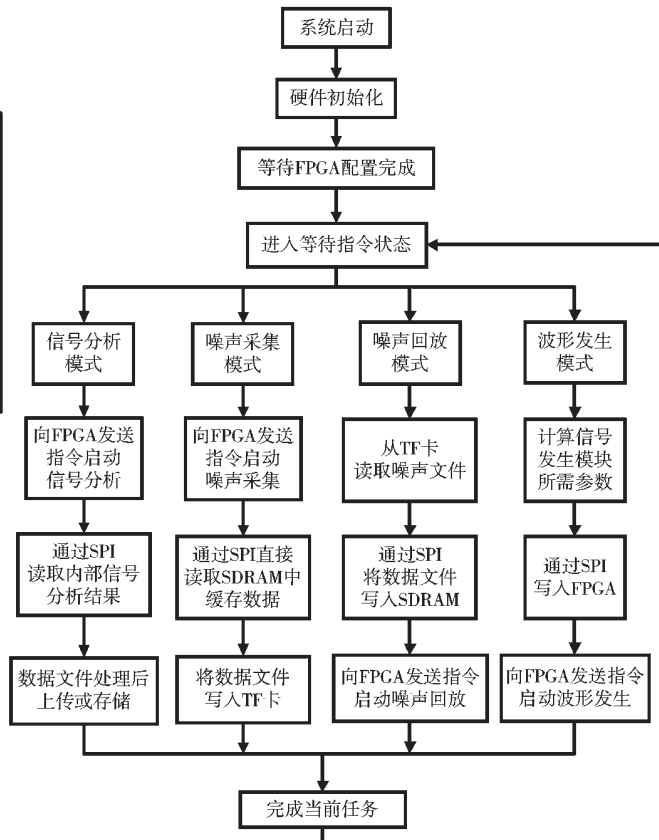 系统启动
硬件初始化
等待FPGA配置完成
进入等待指令状态
信号分析
模式
噪声采集
模式
噪声回放
模式
波形发生
模式
向FPGA发送
指令启动
信号分析
向FPGA发送
指令启动
噪声采集
从TF卡
读取噪声文件
计算信号
发生模块
所需参数
通过SPI
读取内部信号
分析结果
通过SPI直接
读取SDRAM中
缓存数据
通过SPI
将数据文件
写入SDRAM
通过SPI
写入FPGA
数据文件处理后
上传或存储
将数据文件
写入TF卡
向FPGA发送指令
启动噪声回放
向FPGA发送指令
启动波形发生
完成当前任务